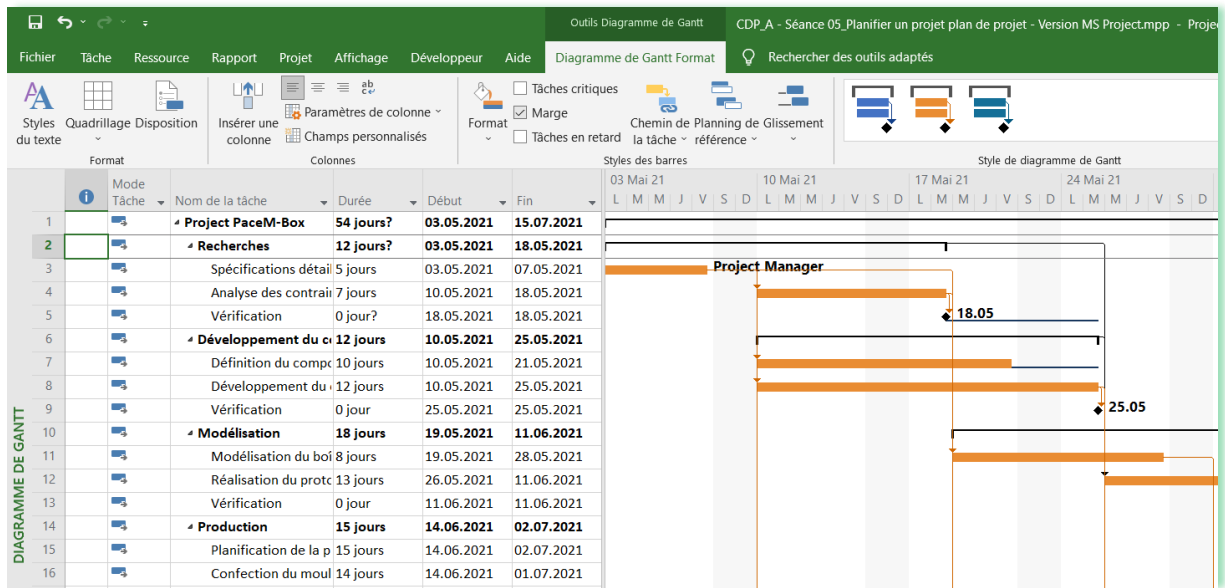 Outils Diagramme de Gantt
CDP_A - Séance 05_Planifier un projet plan de projet - Version MS Project.mpp - Proje
Fichier Tâche Ressource Rapport Projet Affichage Développeur Aide Diagramme de Gantt Format Rechercher des outils adaptés
Styles du texte
Quadrillage
Disposition
Format
Insérer une colonne
Paramètres de colonne
Champs personnalisés
Colonnes
Format
Tâches critiques
Marge
Tâches en retard
Chemin de la tâche
Planning de référence
Glissement
Styles des barres
Style de diagramme de Gantt
Mode Tâche Nom de la tâche Durée Début Fin
03 Mai 21 10 Mai 21 17 Mai 21 24 Mai 21
L M M J V S D L M M J V S D L M M J V S D L M M J V S D
1 Project PaceM-Box 54 jours? 03.05.2021 15.07.2021
2 Recherches 12 jours? 03.05.2021 18.05.2021
3 Spécifications détail 5 jours 03.05.2021 07.05.2021 Project Manager
4 Analyse des contrain 7 jours 10.05.2021 18.05.2021
5 Vérification 0 jour? 18.05.2021 18.05.2021 18.05
6 Développement du c 12 jours 10.05.2021 25.05.2021
7 Définition du compo 10 jours 10.05.2021 21.05.2021
8 Développement du 12 jours 10.05.2021 25.05.2021
9 Vérification 0 jour 25.05.2021 25.05.2021 25.05
10 Modélisation 18 jours 19.05.2021 11.06.2021
11 Modélisation du boî 8 jours 19.05.2021 28.05.2021
12 Réalisation du proto 13 jours 26.05.2021 11.06.2021
13 Vérification 0 jour 11.06.2021 11.06.2021
14 Production 15 jours 14.06.2021 02.07.2021
15 Planification de la p 15 jours 14.06.2021 02.07.2021
16 Confection du moul 14 jours 14.06.2021 01.07.2021
DIAGRAMME DE GANTT